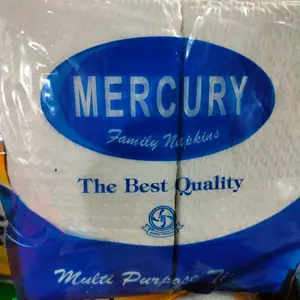 MERCURY
Family Napkins
The Best Quality
Multi Purpose